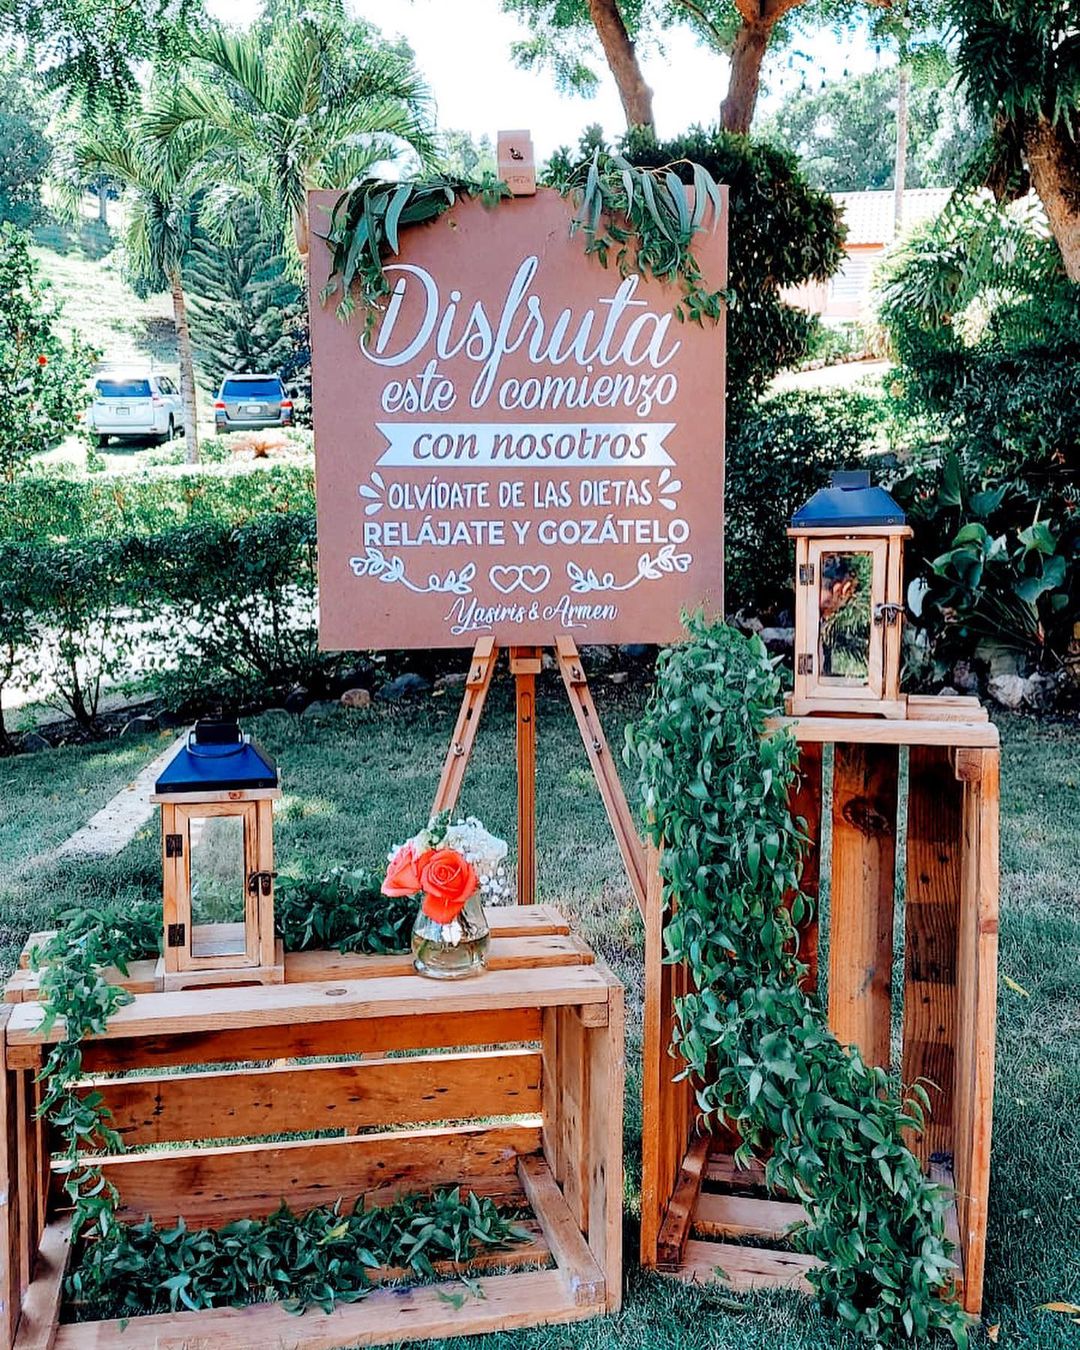 Disfruta
este comienzo
con nosotros
OLVÍDATE DE LAS DIETAS
RELÁJATE Y GOZÁTELO
Yasiris & Armen